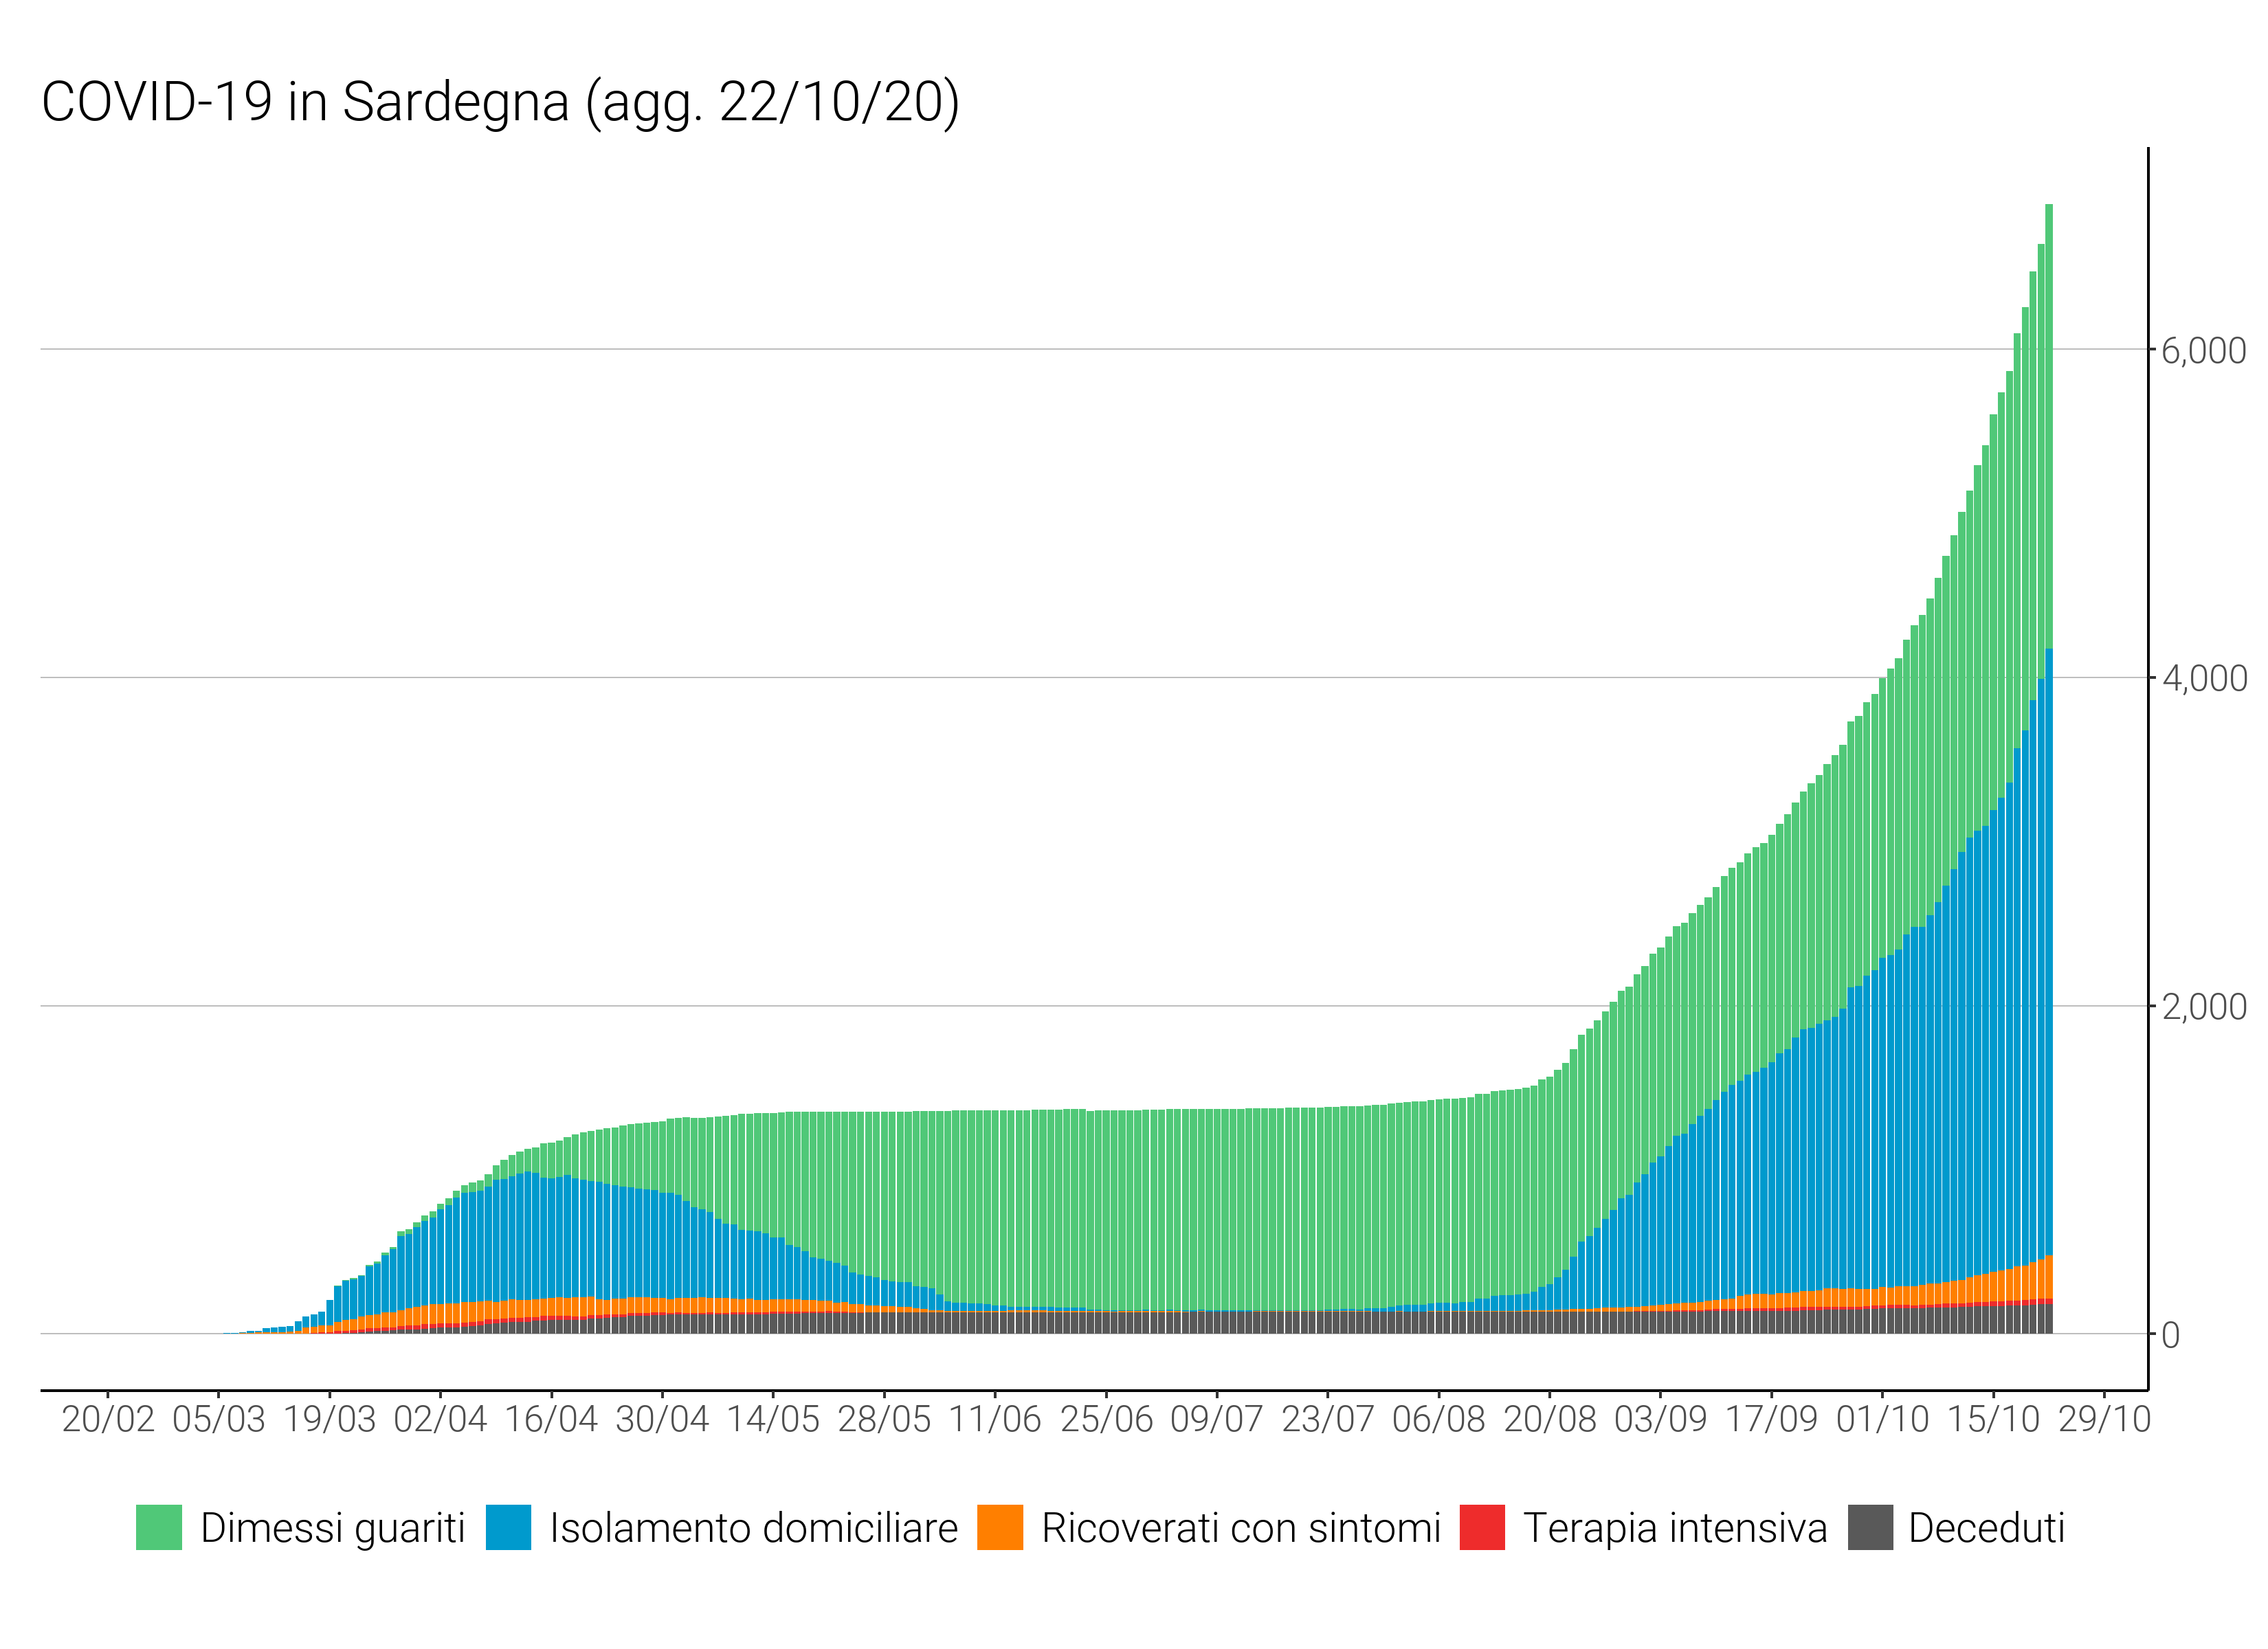 COVID-19 in Sardegna (agg. 22/10/20)
6,000
4,000
2,000
0
20/02 05/03 19/03 02/04 16/04 30/04 14/05 28/05 11/06 25/06 09/07 23/07 06/08 20/08 03/09 17/09 01/10 15/10 29/10
Dimessi guariti Isolamento domiciliare Ricoverati con sintomi Terapia intensiva Deceduti